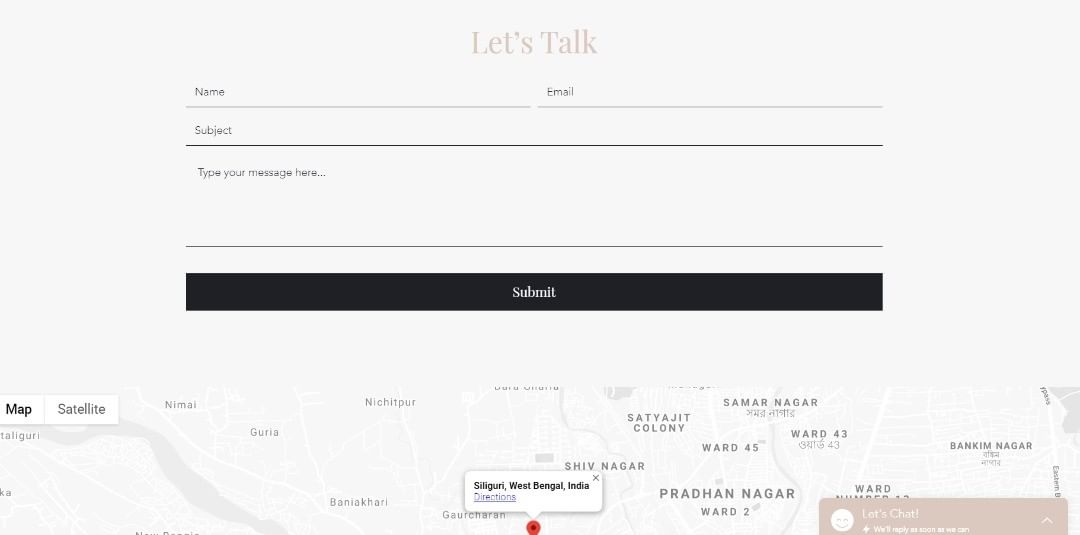 Let's Talk
Name
Email
Subject
Type your message here...
Submit
Map
Satellite
Nimai
Nichitpur
SAMAR NAGAR
সমর নাগার
SATYAJIT
COLONY
taliguri
Guria
WARD 43
ওয়ার্ড 43
WARD 45
BANKIM NAGAR
বঙ্কিম
নাগার
SHIV NAGAR
Siliguri, West Bengal, India
Directions
PRADHAN NAGAR
WARD
ka
Baniakhari
Gaurcharan
WARD 2
Eastern B
Let's Chat!
We'll reply as soon as we can